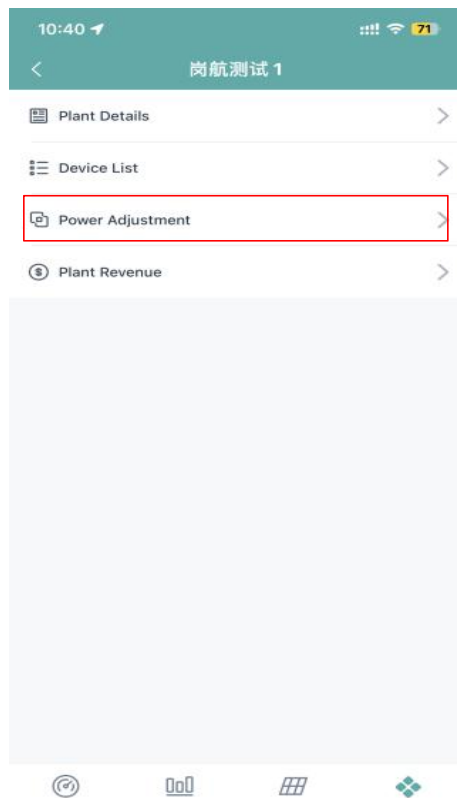 10:40
71
岗航测试 1
Plant Details
Device List
Power Adjustment
Plant Revenue